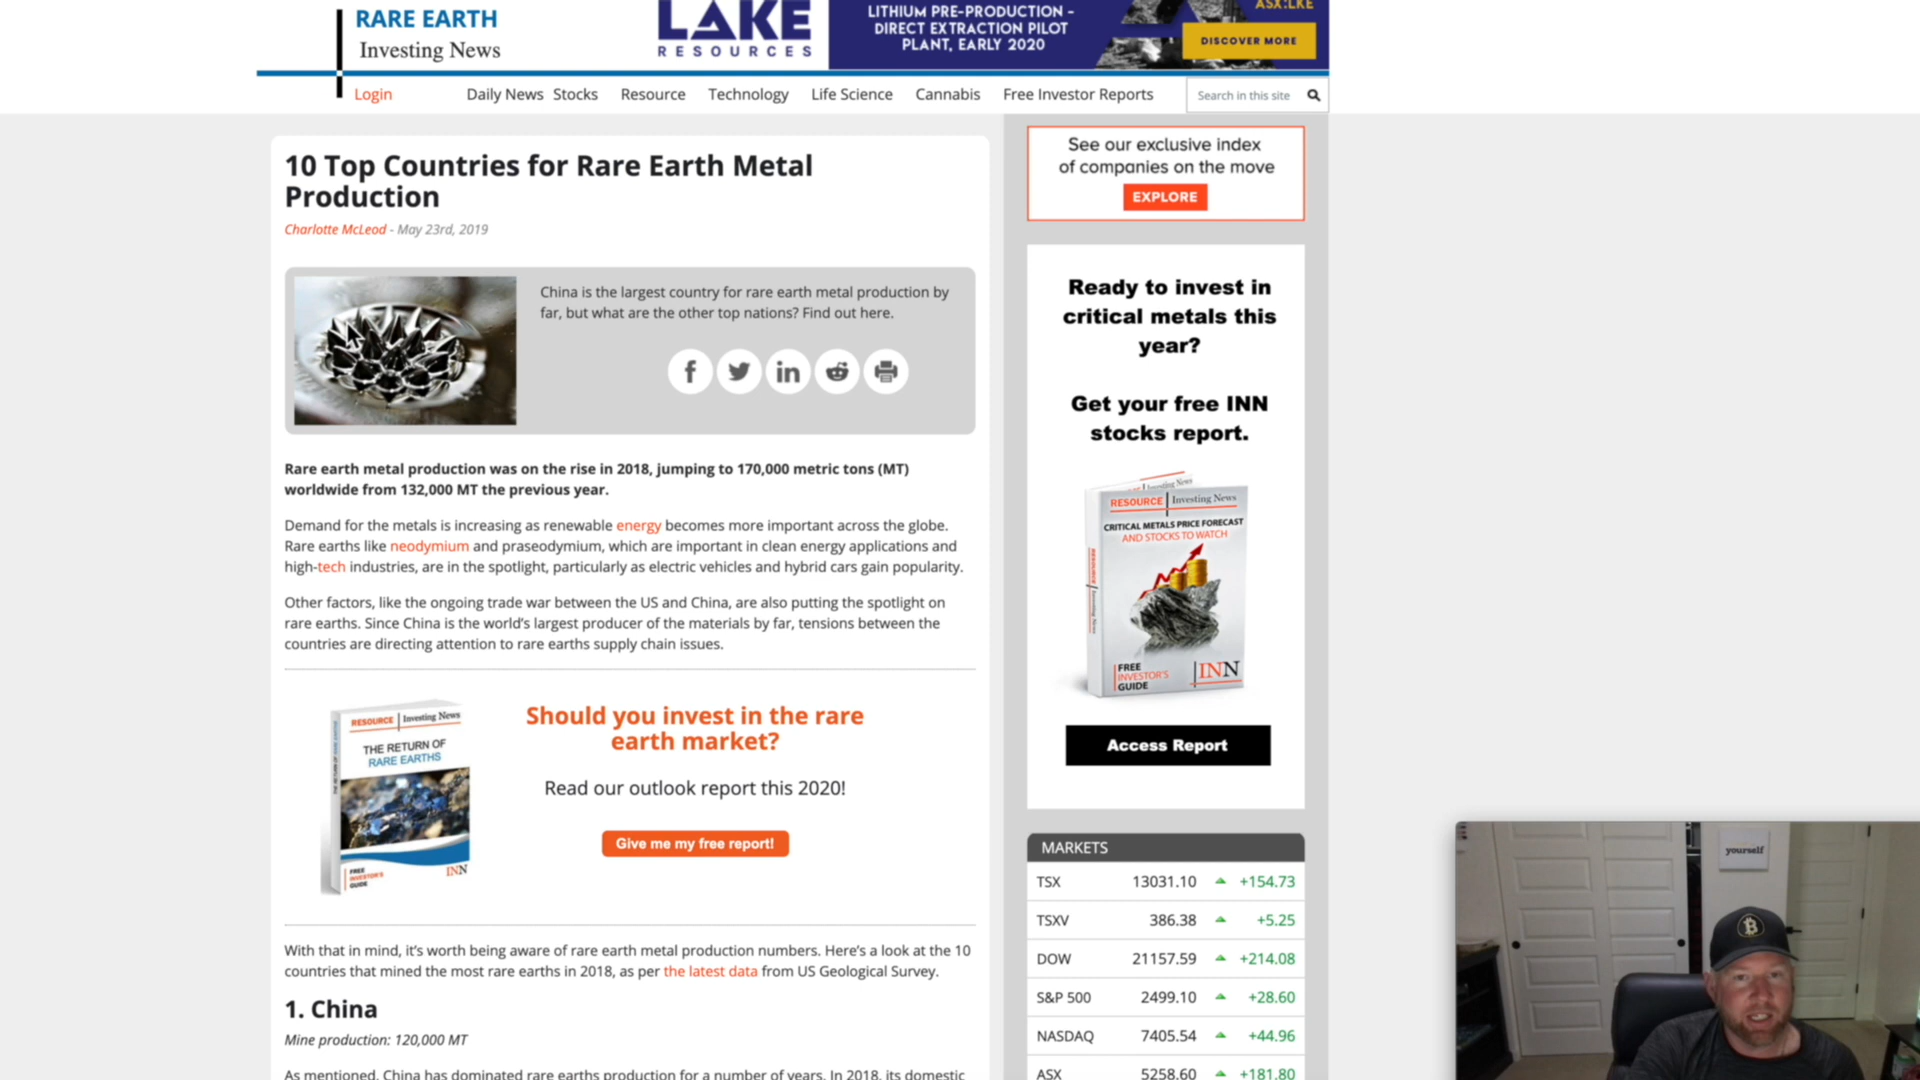 RARE EARTH
Investing News
LAKE
RESOURCES
LITHIUM PRE-PRODUCTION -
DIRECT EXTRACTION PILOT
PLANT, EARLY 2020
ASX:LKE
DISCOVER MORE
Login
Daily News Stocks Resource Technology Life Science Cannabis Free Investor Reports
Search in this site
10 Top Countries for Rare Earth Metal
Production
Charlotte McLeod - May 23rd, 2019
China is the largest country for rare earth metal production by
far, but what are the other top nations? Find out here.
Rare earth metal production was on the rise in 2018, jumping to 170,000 metric tons (MT)
worldwide from 132,000 MT the previous year.
Demand for the metals is increasing as renewable energy becomes more important across the globe.
Rare earths like neodymium and praseodymium, which are important in clean energy applications and
high-tech industries, are in the spotlight, particularly as electric vehicles and hybrid cars gain popularity.
Other factors, like the ongoing trade war between the US and China, are also putting the spotlight on
rare earths. Since China is the world's largest producer of the materials by far, tensions between the
countries are directing attention to rare earths supply chain issues.
RESOURCE Investing News
THE RETURN OF
RARE EARTHS
FREE
INVESTOR'S
GUIDE
INN
Should you invest in the rare
earth market?
Read our outlook report this 2020!
Give me my free report!
With that in mind, it's worth being aware of rare earth metal production numbers. Here's a look at the 10
countries that mined the most rare earths in 2018, as per the latest data from US Geological Survey.
1. China
Mine production: 120,000 MT
As mentioned, China has dominated rare earths production for a number of years. In 2018, its domestic
See our exclusive index
of companies on the move
EXPLORE
Ready to invest in
critical metals this
year?
Get your free INN
stocks report.
RESOURCE Investing News
CRITICAL METALS PRICE FORECAST
AND STOCKS TO WATCH
FREE
INVESTOR'S
GUIDE
INN
Access Report
MARKETS
TSX 13031.10 +154.73
TSXV 386.38 +5.25
DOW 21157.59 +214.08
S&P 500 2499.10 +28.60
NASDAQ 7405.54 +44.96
ASX 5258.60 +181.80
yourself